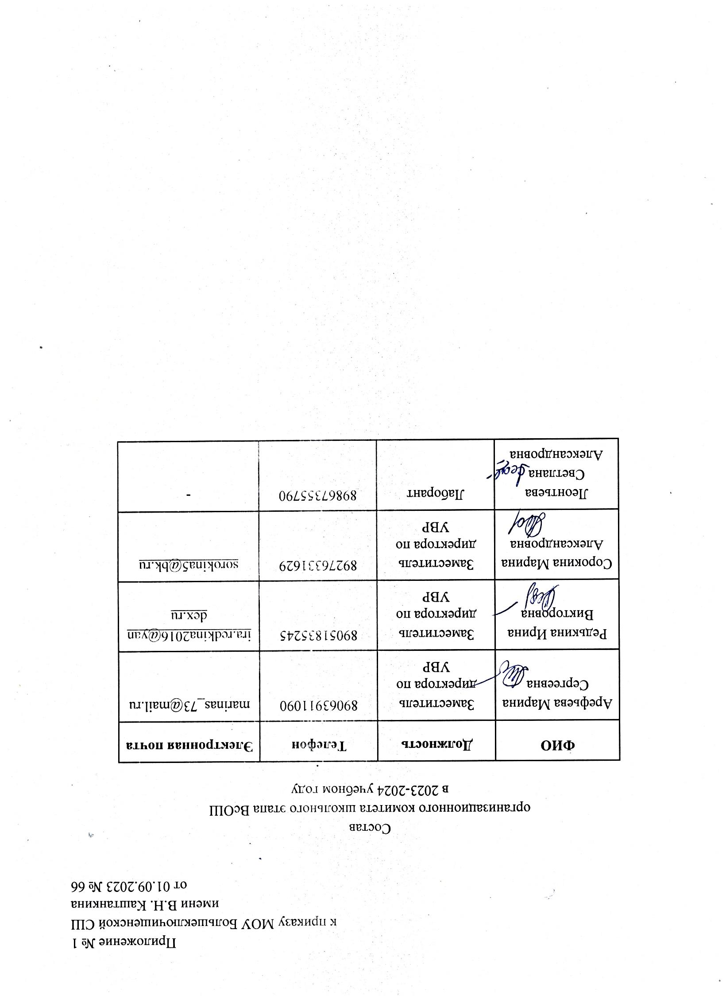 Приложение № 1
к приказу МОУ Большеключищенской СШ
имени В.Н. Каштанкина
от 01.09.2023 № 66
Состав
организационного комитета школьного этапа ВсОШ
в 2023-2024 учебном году
ФИО Должность Телефон Электронная почта
Арефьева Марина Заместитель 89063911090 marinas_73@mail.ru
Сергеевна директора по
УВР
Редькина Ирина Заместитель 89051835245 ira.redkina2016@yan
Викторовна директора по dex.ru
УВР
Сорокина Марина Заместитель 89276331629 sorokina5@bk.ru
Александровна директора по
УВР
Леонтьева Лаборант 89867355790 -
Светлана
Александровна